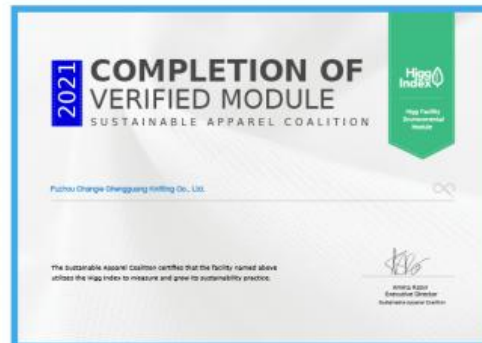 2021
COMPLETION OF
VERIFIED MODULE
SUSTAINABLE APPAREL COALITION
Higg
Index
Higg Facility
Environmental
Module
Fuzhou Changle Shengguang Knitting Co., Ltd.
The Sustainable Apparel Coalition certifies that the facility named above
utilizes the Higg Index to measure and grow its sustainability practice.
Amina Razvi
Executive Director
Sustainable Apparel Coalition